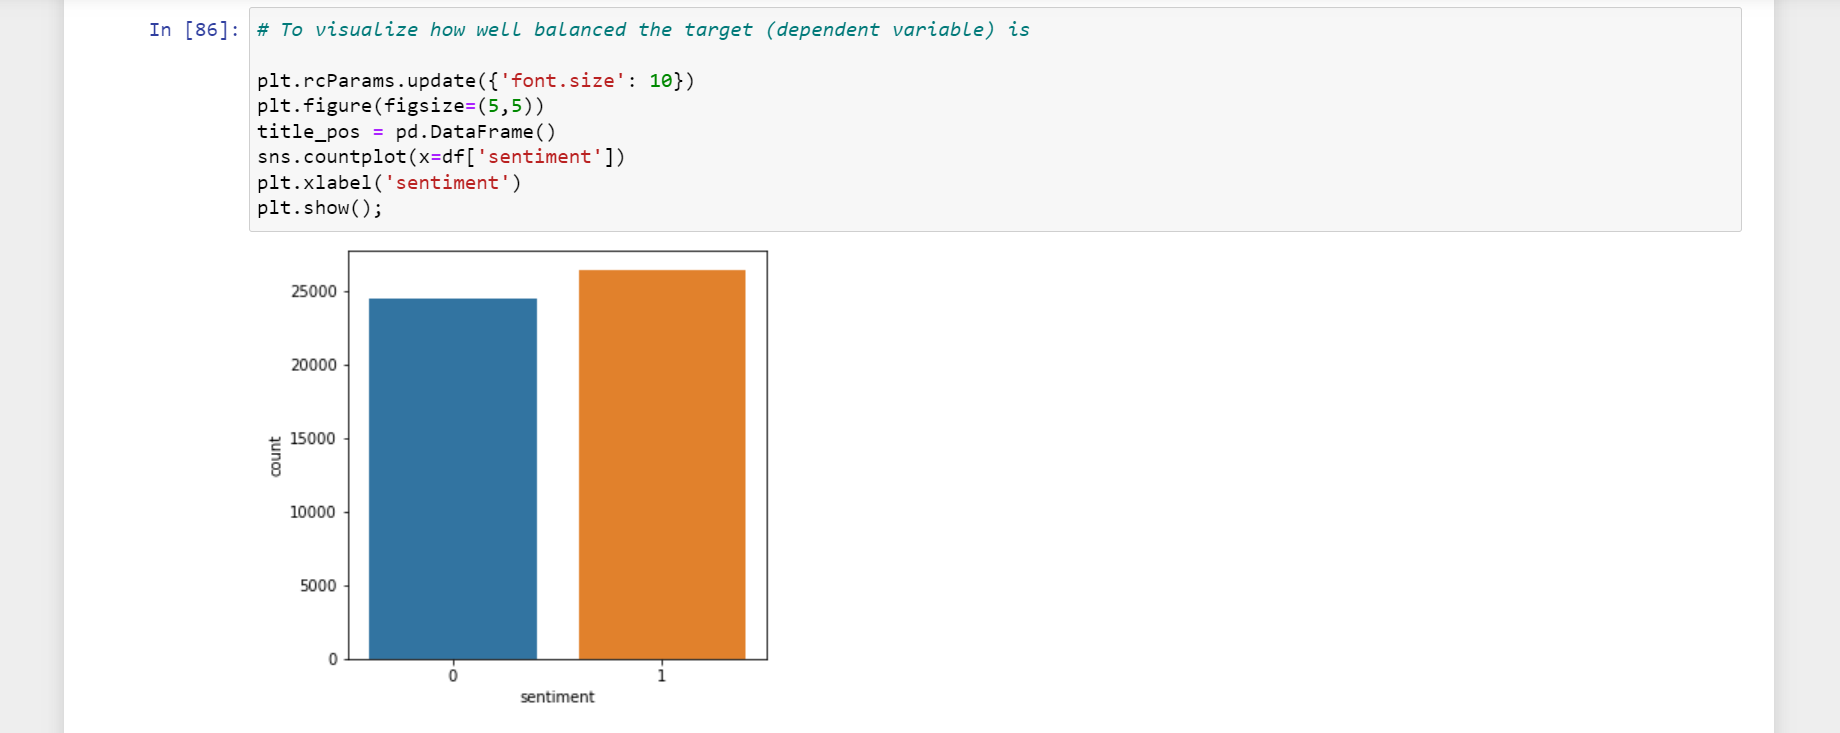 In [86]: # To visualize how well balanced the target (dependent variable) is
plt.rcParams.update({'font.size': 10})
plt.figure(figsize=(5,5))
title_pos = pd.DataFrame()
sns.countplot(x=df['sentiment'])
plt.xlabel('sentiment')
plt.show();
25000
20000
15000
10000
5000
0
count
0 1
sentiment